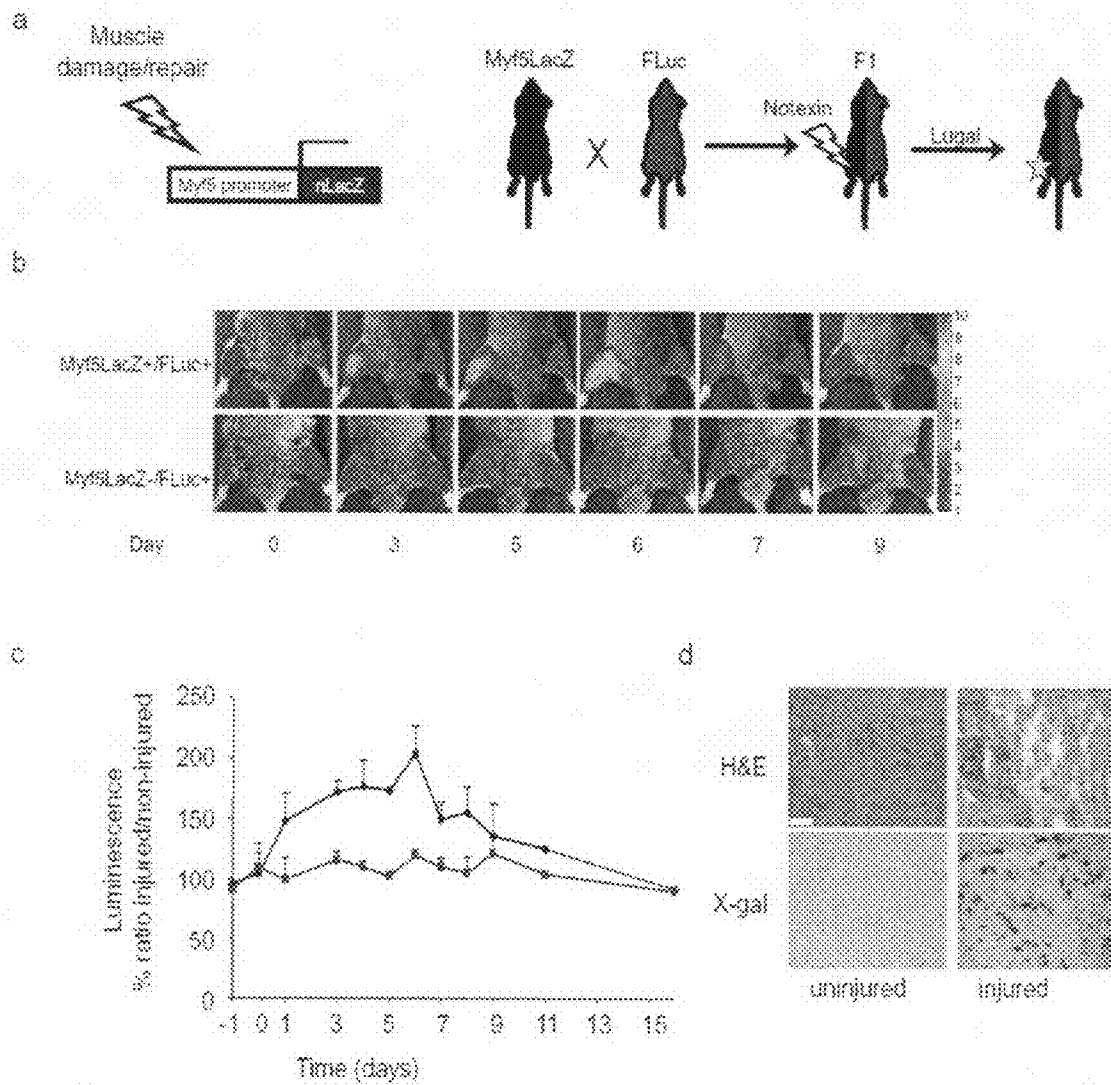 a
Muscle
damage/repair
Myf5 promoter nLacZ
Myf5LacZ FLuc F1
X
Notexin
Lugal
b
Myf5LacZ+/FLuc+
Myf5LacZ-/FLuc+
Day 0 3 5 6 7 9
c
Luminescence
% ratio injured/non-injured
250
200
150
100
50
0
-1 0 1 3 5 7 9 11 13 15
Time (days)
d
H&E
X-gal
uninjured injured